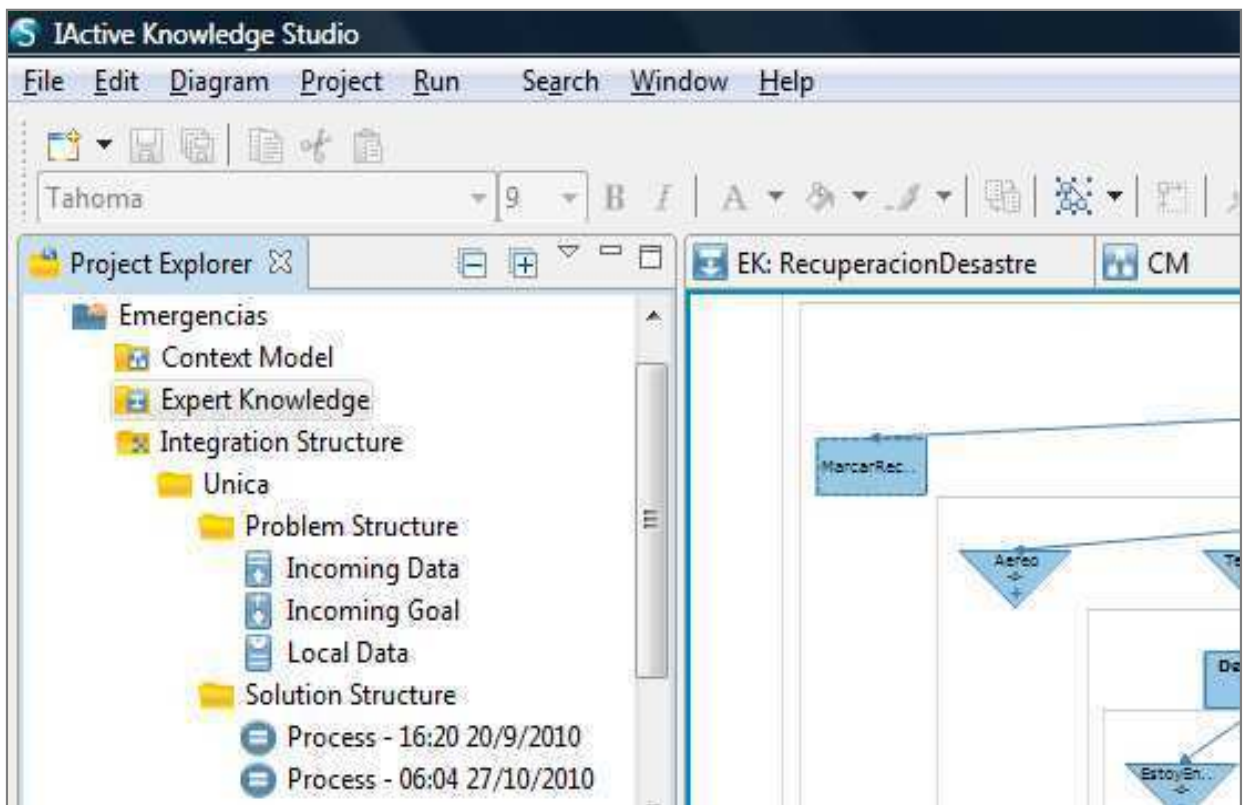 IActive Knowledge Studio
File Edit Diagram Project Run Search Window Help
Tahoma 9 B I A
Project Explorer
EK: RecuperacionDesastre CM
Emergencias
Context Model
Expert Knowledge
Integration Structure
Unica
Problem Structure
Incoming Data
Incoming Goal
Local Data
Solution Structure
Process - 16:20 20/9/2010
Process - 06:04 27/10/2010
MarcarRec...
Aereo
Te
De
EstoyEn...